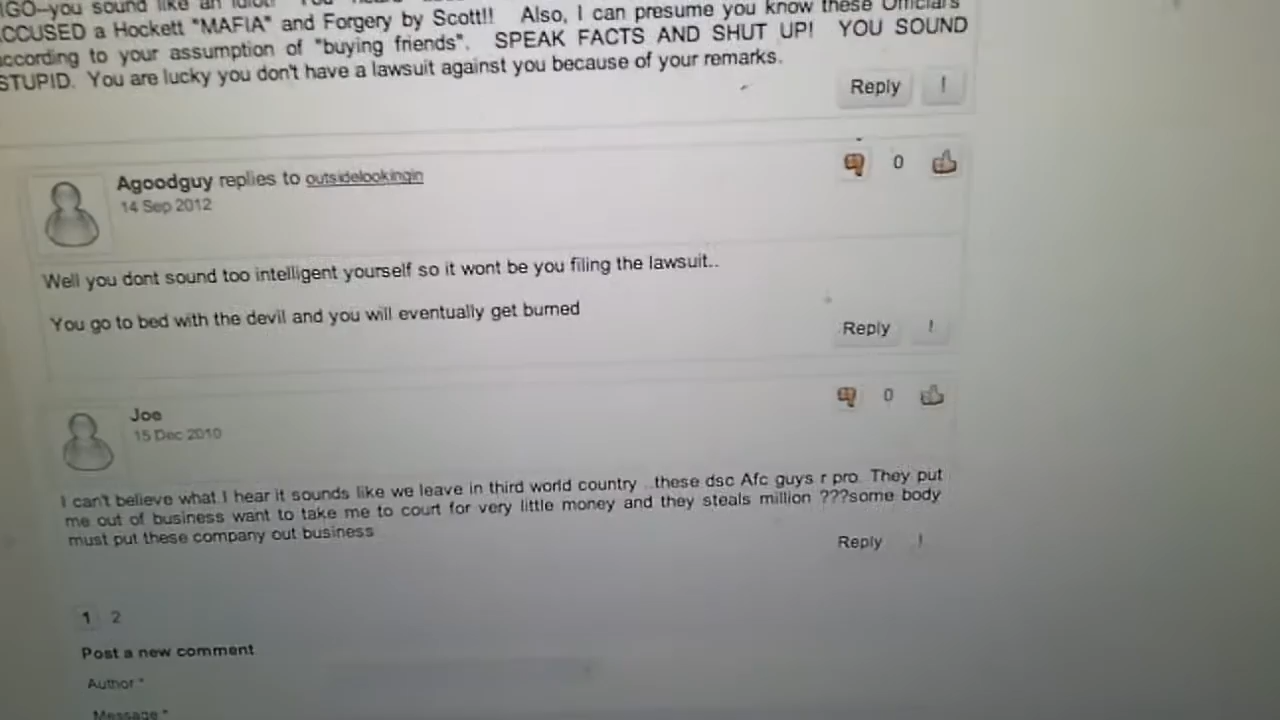 IGO--you sound like an idiot!
ACCUSED a Hockett "MAFIA" and Forgery by Scott!! Also, I can presume you know these Officials
according to your assumption of "buying friends". SPEAK FACTS AND SHUT UP! YOU SOUND
STUPID. You are lucky you don't have a lawsuit against you because of your remarks.
Reply !
Agoodguy replies to outsidelookingin 0
14 Sep 2012
Well you dont sound too intelligent yourself so it wont be you filing the lawsuit..
You go to bed with the devil and you will eventually get burned
Reply !
Joe 0
15 Dec 2010
I can't believe what I hear it sounds like we leave in third world country ..these dsc Afc guys r pro. They put
me out of business want to take me to court for very little money and they steals million ???some body
must put these company out business
Reply !
1 2
Post a new comment
Author *
Message *